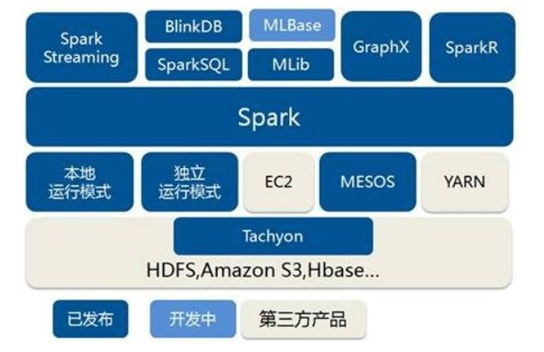 Spark
Streaming
BlinkDB
MLBase
GraphX
SparkR
SparkSQL
MLib
Spark
本地
运行模式
独立
运行模式
EC2
MESOS
YARN
Tachyon
HDFS,Amazon S3,Hbase...
已发布
开发中
第三方产品